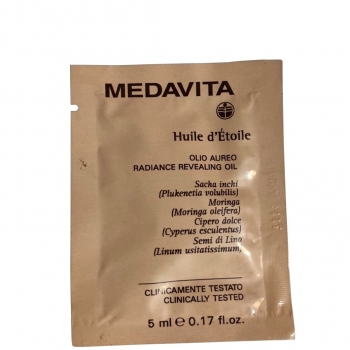 MEDAVITA
Huile d'Étoile
OLIO AUREO
RADIANCE REVEALING OIL
Sacha inchi
(Plukenetia volubilis)
Moringa
(Moringa oleifera)
Cipero dolce
(Cyperus esculentus)
Semi di Lino
(Linum usitatissimum)
CLINICAMENTE TESTATO
CLINICALLY TESTED
5 ml ℮ 0.17 fl.oz.